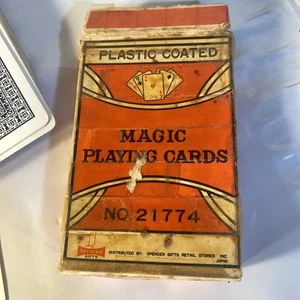 PLASTIC COATED
MAGIC
PLAYING CARDS
NO. 21774
DISTRIBUTED BY: SPENCER GIFTS RETAIL STORES INC
JAPAN